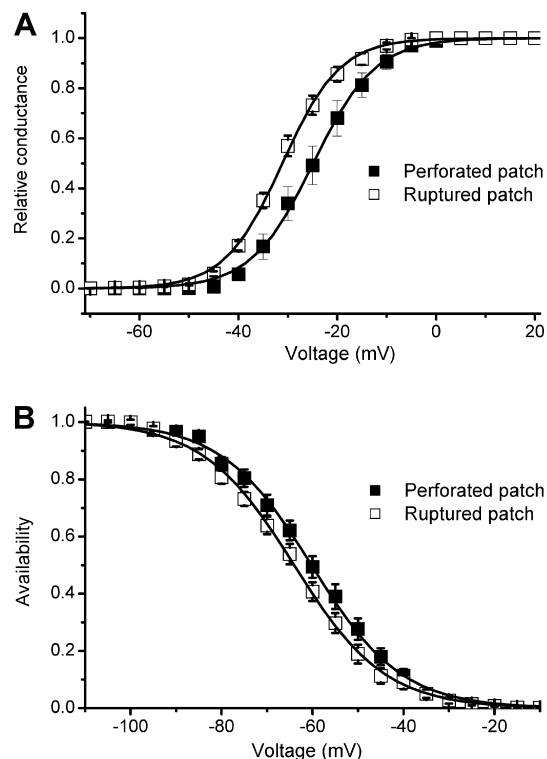 A
Relative conductance
1.0
0.8
0.6
0.4
0.2
0.0
Perforated patch
Ruptured patch
-60 -40 -20 0 20
Voltage (mV)
B
Availability
1.0
0.8
0.6
0.4
0.2
0.0
Perforated patch
Ruptured patch
-100 -80 -60 -40 -20
Voltage (mV)